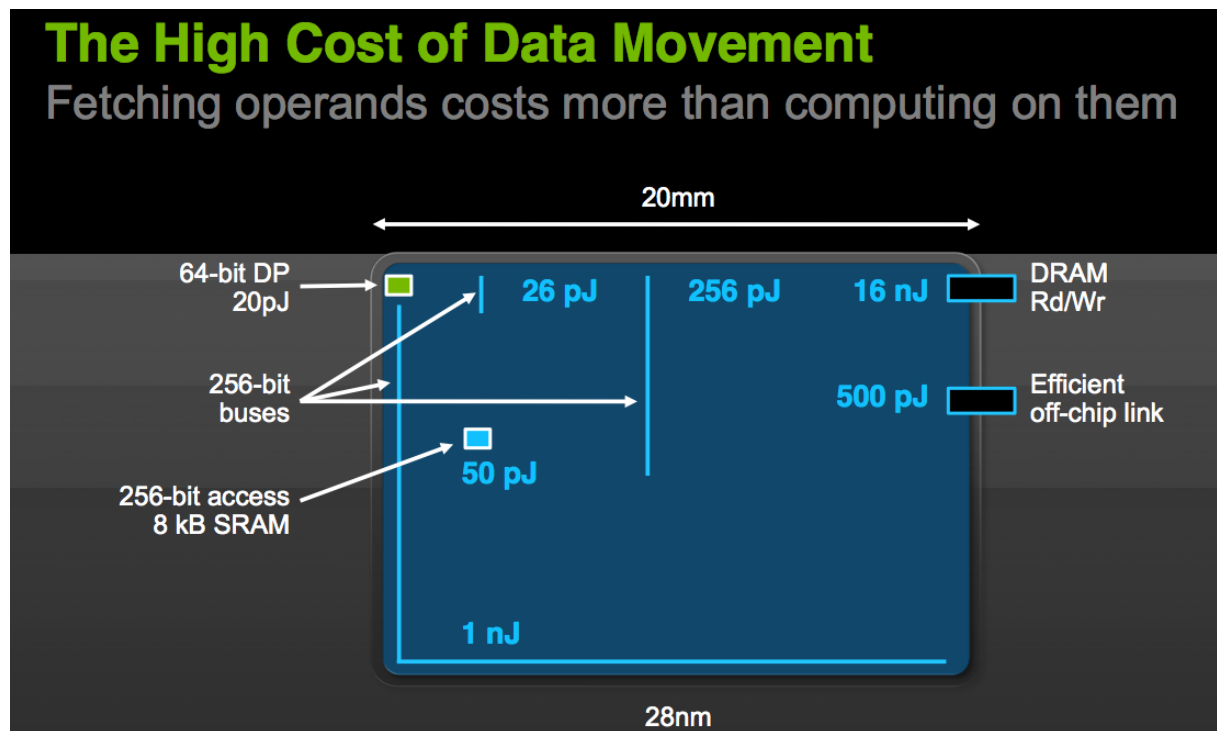 The High Cost of Data Movement
Fetching operands costs more than computing on them
20mm
64-bit DP
20pJ
26 pJ
256 pJ
16 nJ
DRAM
Rd/Wr
256-bit
buses
500 pJ
Efficient
off-chip link
50 pJ
256-bit access
8 kB SRAM
1 nJ
28nm